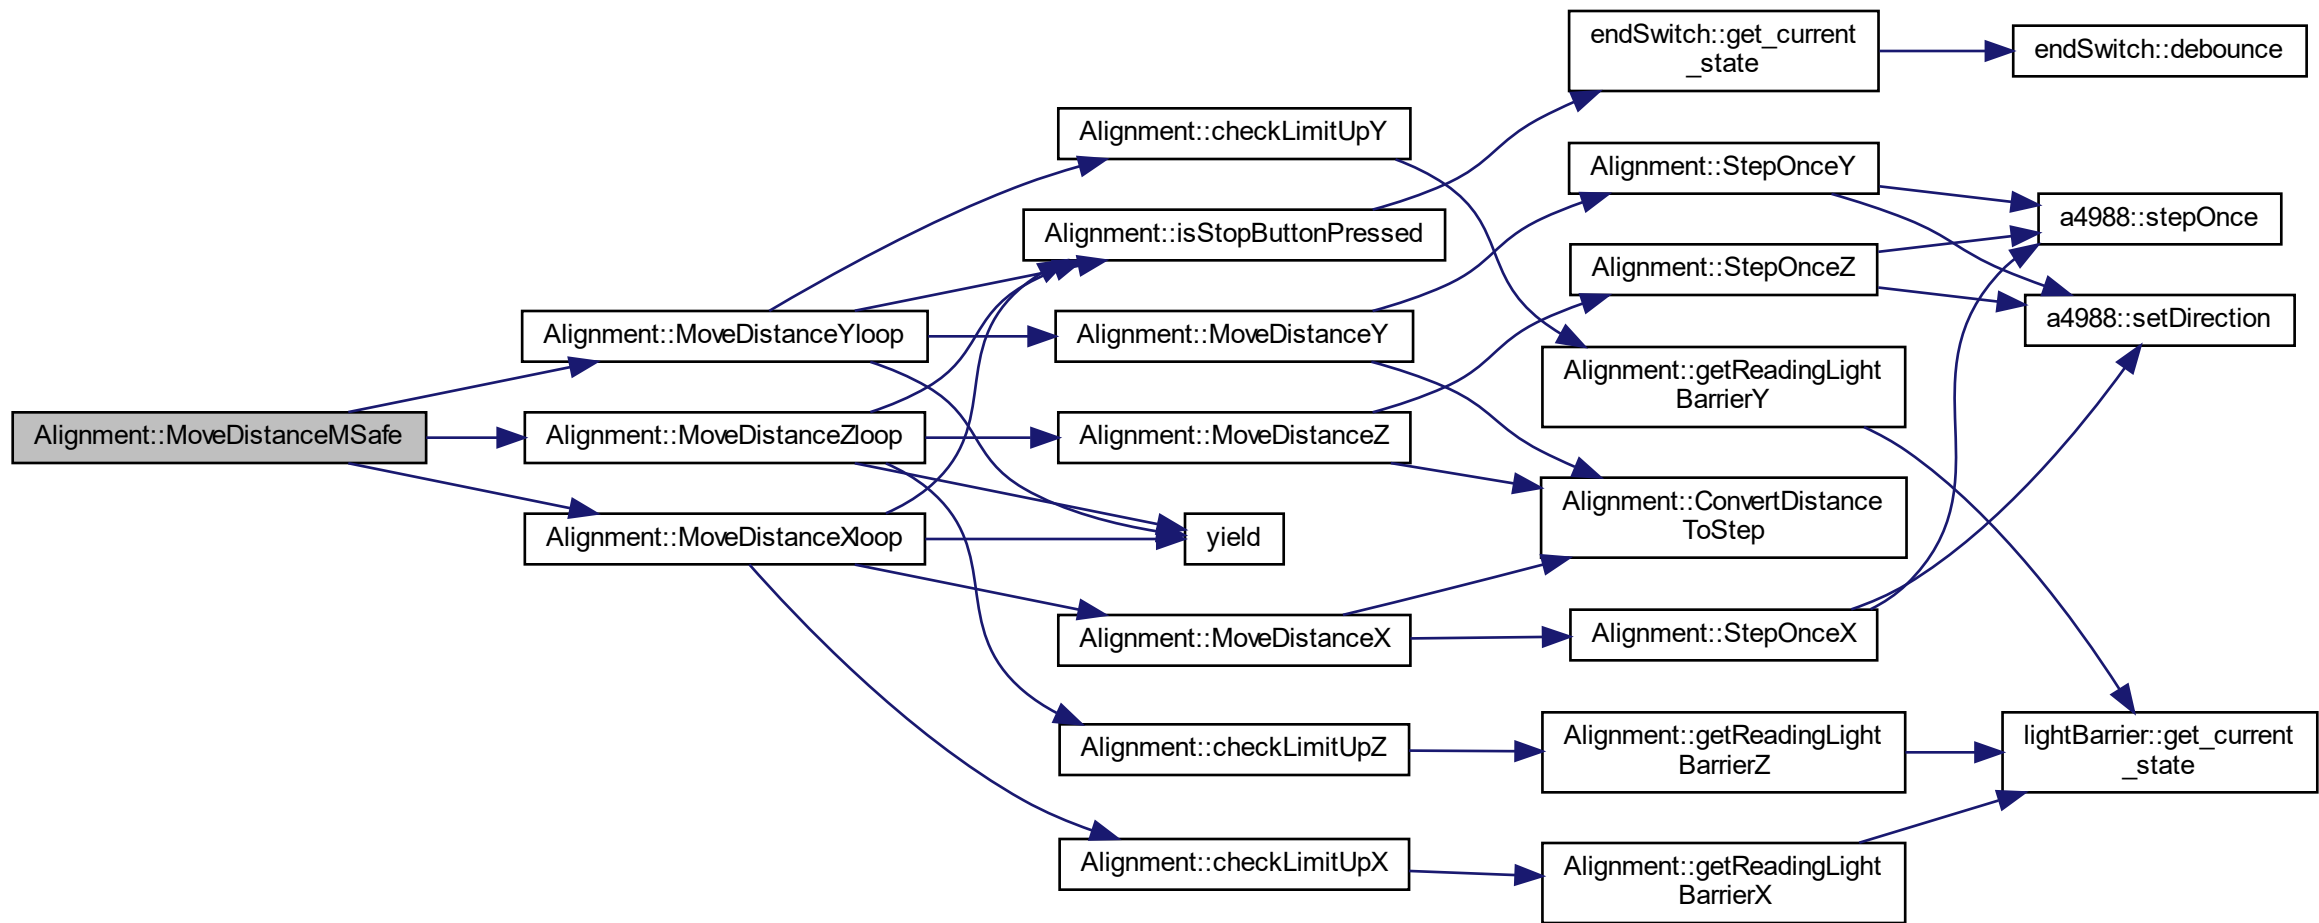 Alignment::MoveDistanceMSafe
Alignment::MoveDistanceYloop
Alignment::MoveDistanceZloop
Alignment::MoveDistanceXloop
Alignment::checkLimitUpY
Alignment::isStopButtonPressed
Alignment::MoveDistanceY
Alignment::MoveDistanceZ
yield
Alignment::MoveDistanceX
Alignment::checkLimitUpZ
Alignment::checkLimitUpX
endSwitch::get_current
_state
Alignment::StepOnceY
Alignment::StepOnceZ
Alignment::getReadingLight
BarrierY
Alignment::ConvertDistance
ToStep
Alignment::StepOnceX
Alignment::getReadingLight
BarrierZ
Alignment::getReadingLight
BarrierX
endSwitch::debounce
a4988::stepOnce
a4988::setDirection
lightBarrier::get_current
_state